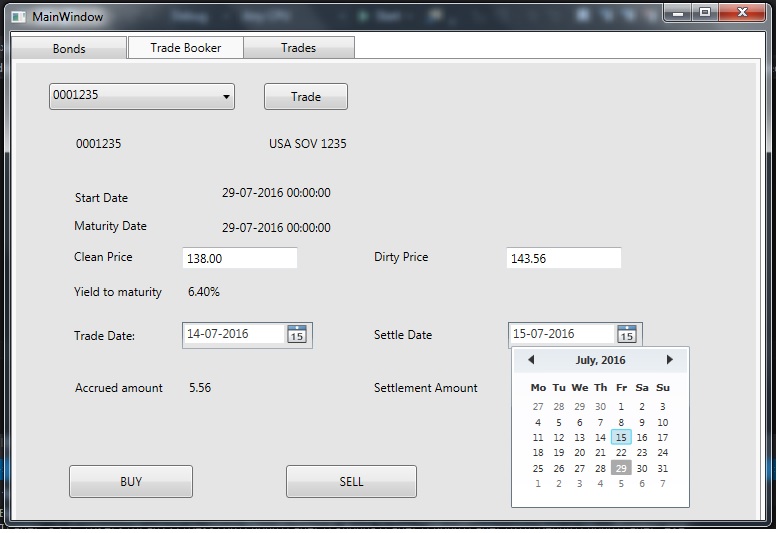 MainWindow
Bonds Trade Booker Trades
0001235 Trade
0001235 USA SOV 1235
Start Date 29-07-2016 00:00:00
Maturity Date 29-07-2016 00:00:00
Clean Price 138.00 Dirty Price 143.56
Yield to maturity 6.40%
Trade Date: 14-07-2016 15 Settle Date 15-07-2016 15
July, 2016
Accrued amount 5.56 Settlement Amount
Mo Tu We Th Fr Sa Su
27 28 29 30 1 2 3
4 5 6 7 8 9 10
11 12 13 14 15 16 17
18 19 20 21 22 23 24
25 26 27 28 29 30 31
1 2 3 4 5 6 7
BUY SELL